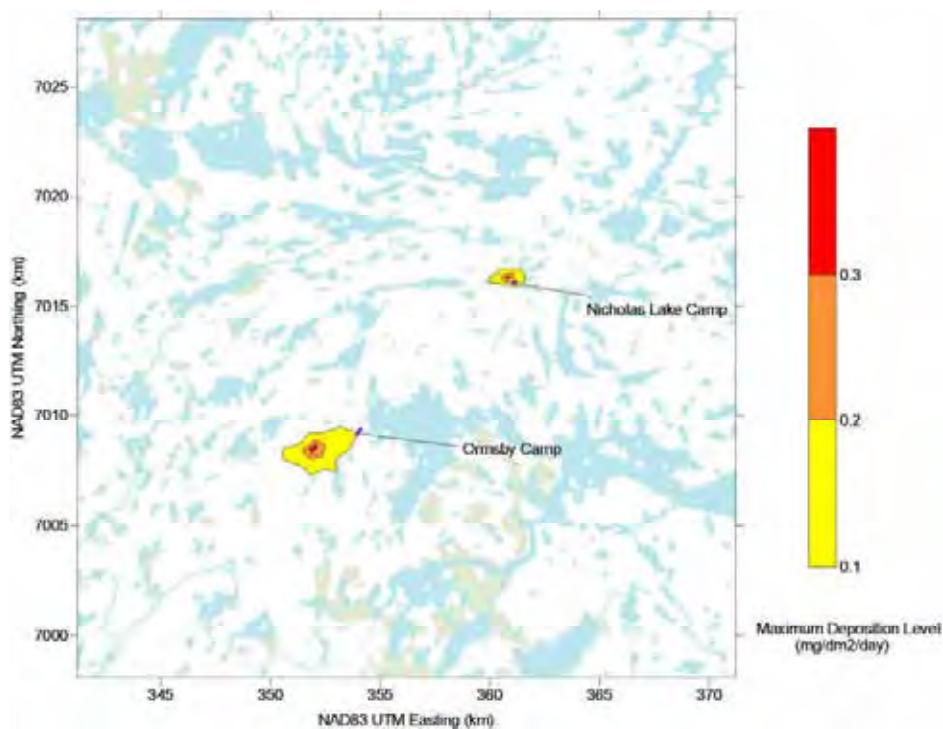 7025
7020
7015
7010
7005
7000
NAD83 UTM Northing (km)
345
350
355
360
365
370
NAD83 UTM Easting (km)
Nicholas Lake Camp
Ormsby Camp
0.3
0.2
0.1
Maximum Deposition Level
(mg/dm2/day)